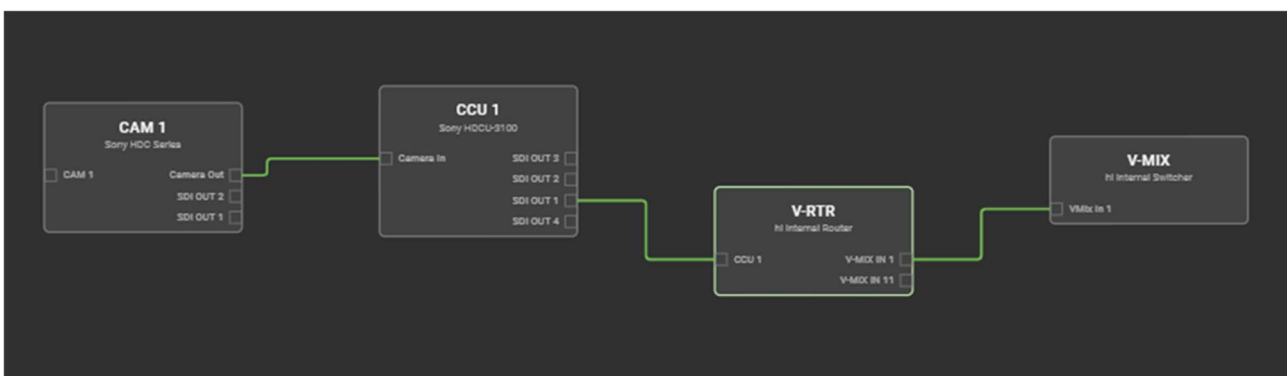 CAM 1
Sony HDC Series
CAM 1
Camera Out
SDI OUT 2
SDI OUT 1
CCU 1
Sony HDCU-3100
Camera In
SDI OUT 3
SDI OUT 2
SDI OUT 1
SDI OUT 4
V-RTR
hi Internal Router
CCU 1
V-MIX IN 1
V-MIX IN 11
V-MIX
hi Internal Switcher
VMix In 1